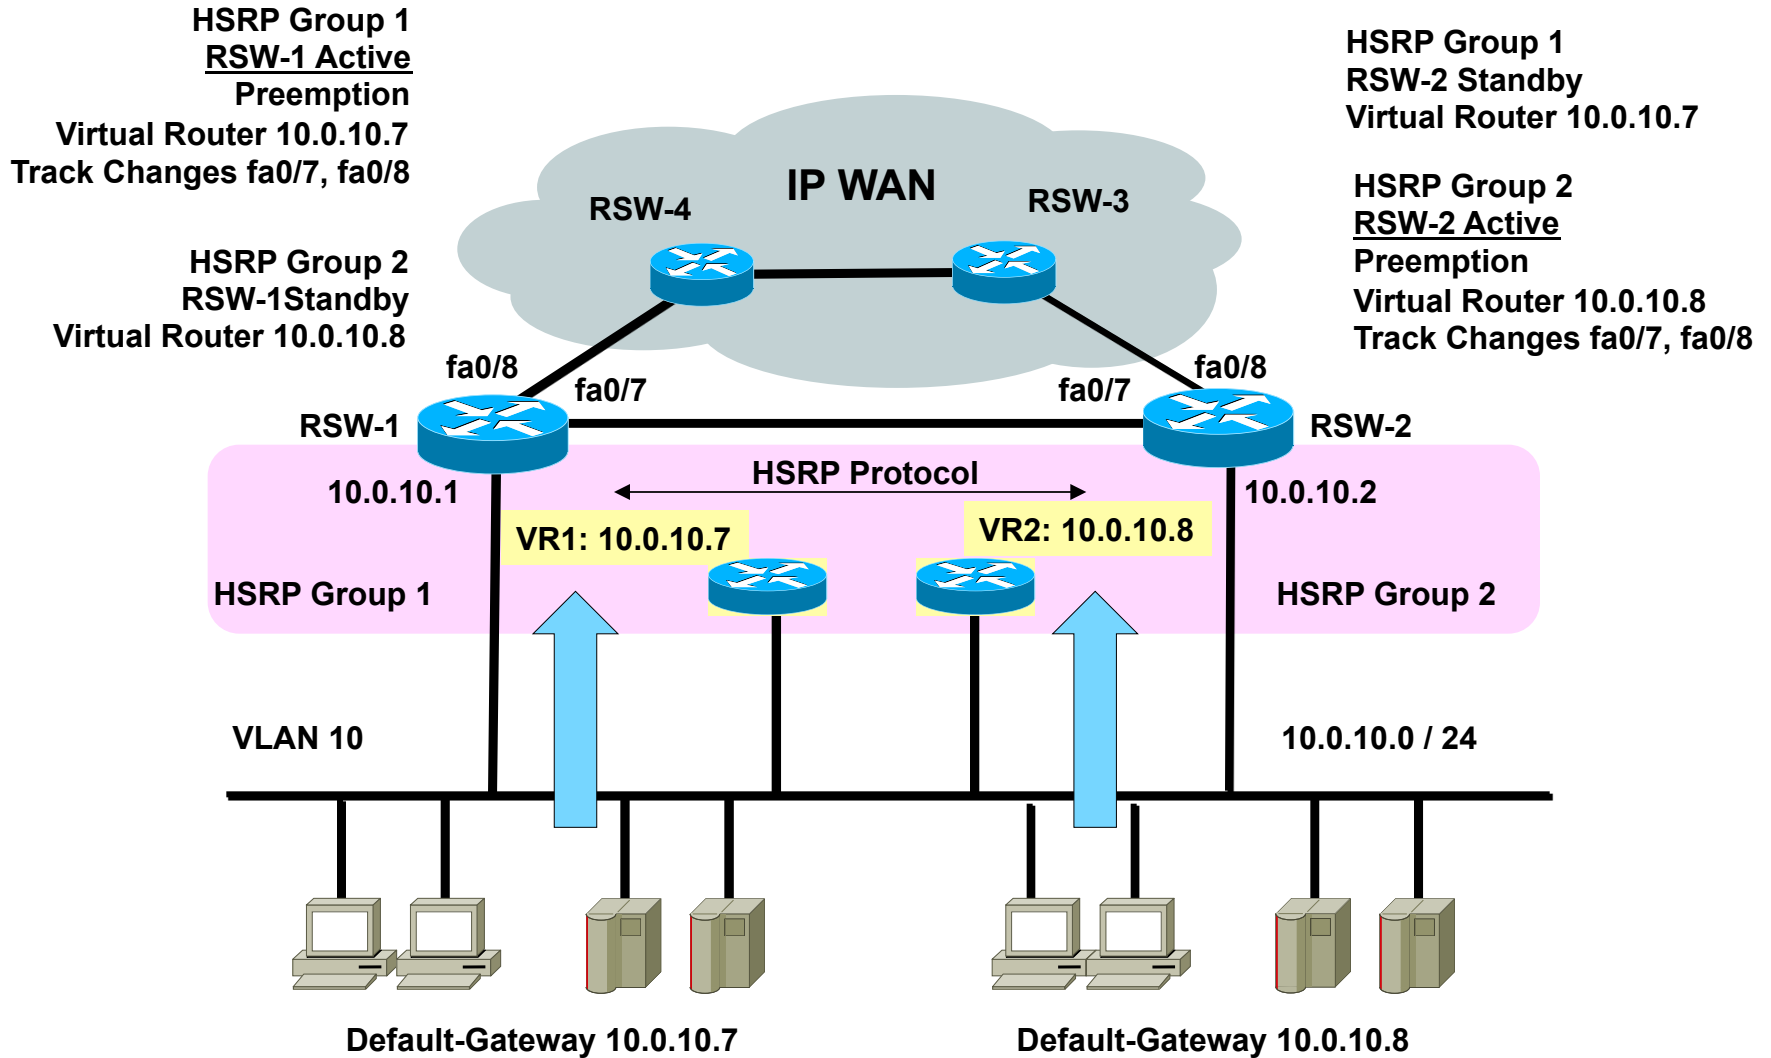 HSRP Group 1
RSW-1 Active
Preemption
Virtual Router 10.0.10.7
Track Changes fa0/7, fa0/8
HSRP Group 2
RSW-1Standby
Virtual Router 10.0.10.8
HSRP Group 1
RSW-2 Standby
Virtual Router 10.0.10.7
HSRP Group 2
RSW-2 Active
Preemption
Virtual Router 10.0.10.8
Track Changes fa0/7, fa0/8
IP WAN
RSW-4
RSW-3
fa0/8
fa0/7
fa0/7
fa0/8
RSW-1
RSW-2
HSRP Protocol
10.0.10.1
10.0.10.2
VR1: 10.0.10.7
VR2: 10.0.10.8
HSRP Group 1
HSRP Group 2
VLAN 10
10.0.10.0 / 24
Default-Gateway 10.0.10.7
Default-Gateway 10.0.10.8